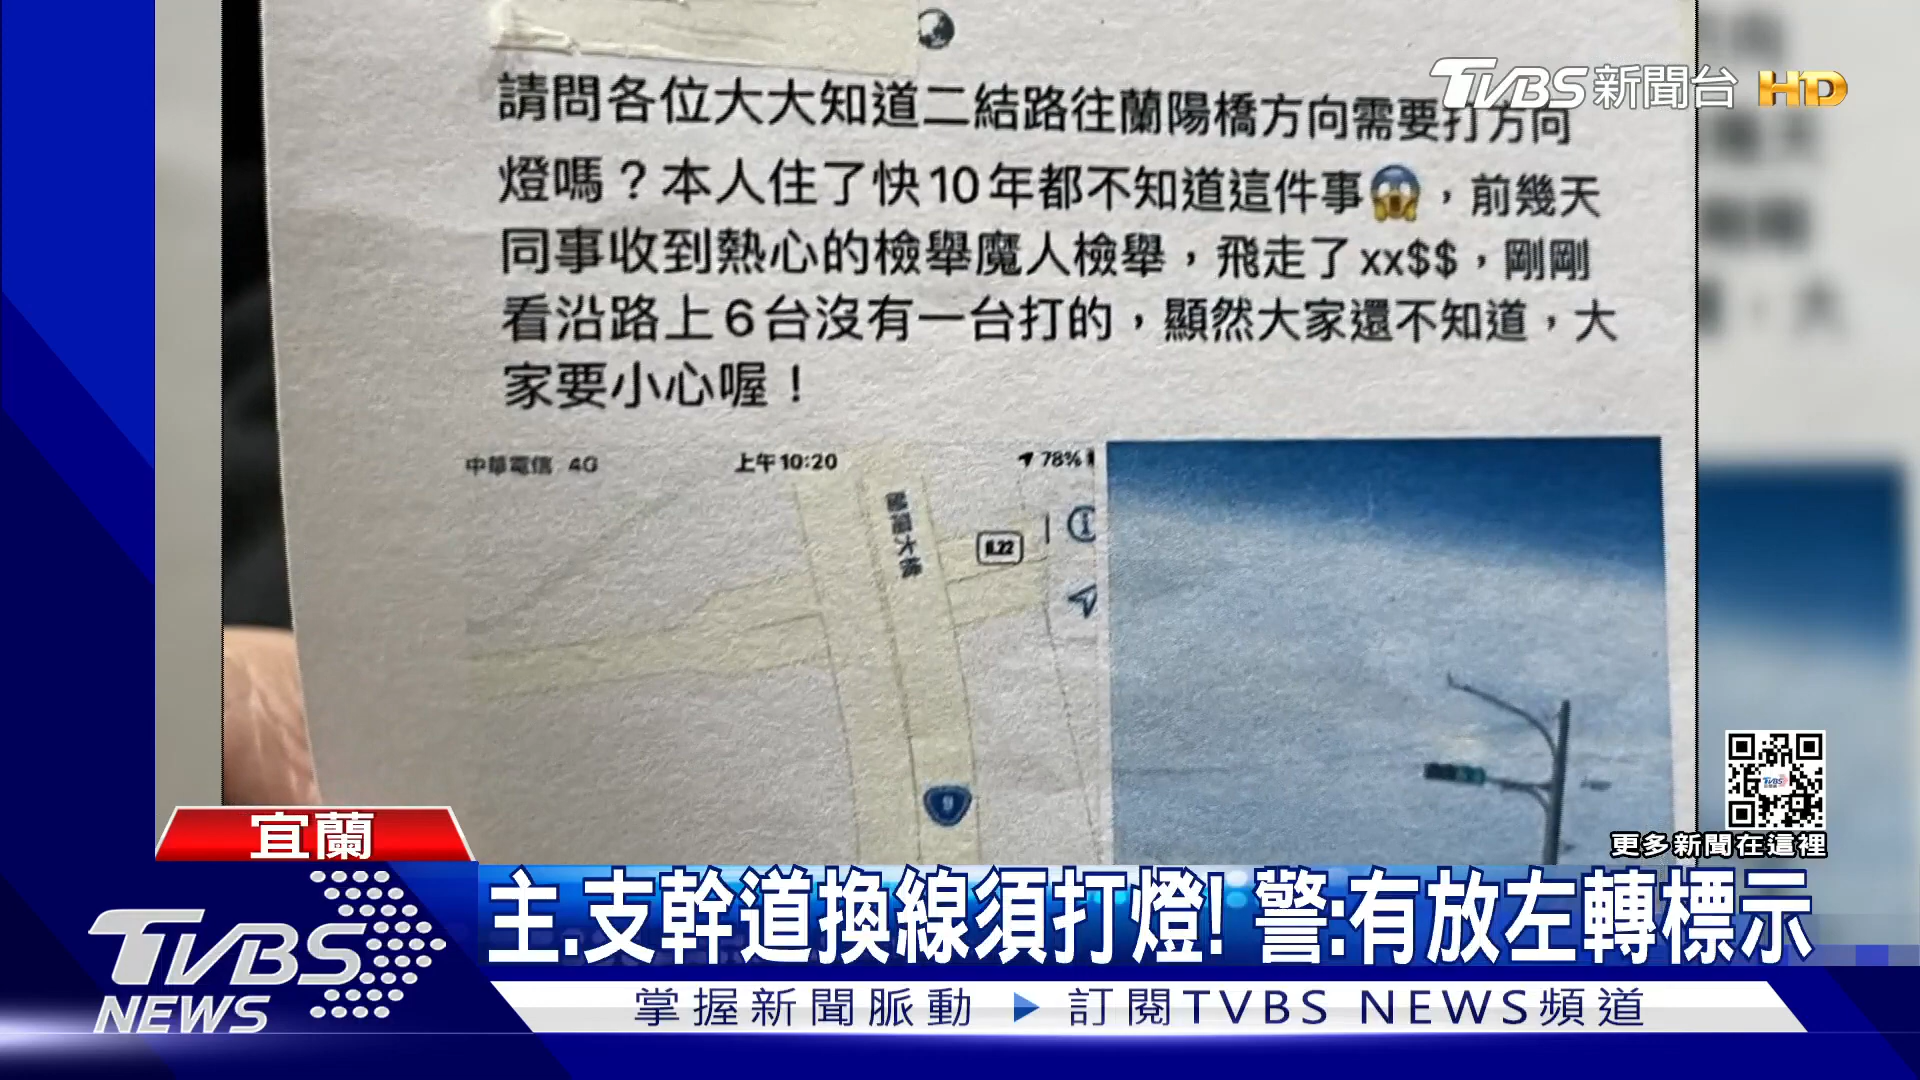 請問各位大大知道二結路往蘭陽橋方向需要打方向
燈嗎？本人住了快10年都不知道這件事😱，前幾天
同事收到熱心的檢舉魔人檢舉，飛走了xx$$，剛剛
看沿路上6台沒有一台打的，顯然大家還不知道，大
家要小心喔！
TVBS新聞台 HD
中華電信 4G 上午10:20 78%
蘭陽大橋
9
更多新聞在這裡
宜蘭
主.支幹道換線須打燈! 警:有放左轉標示
TVBS NEWS
掌握新聞脈動 ▶ 訂閱TVBS NEWS頻道